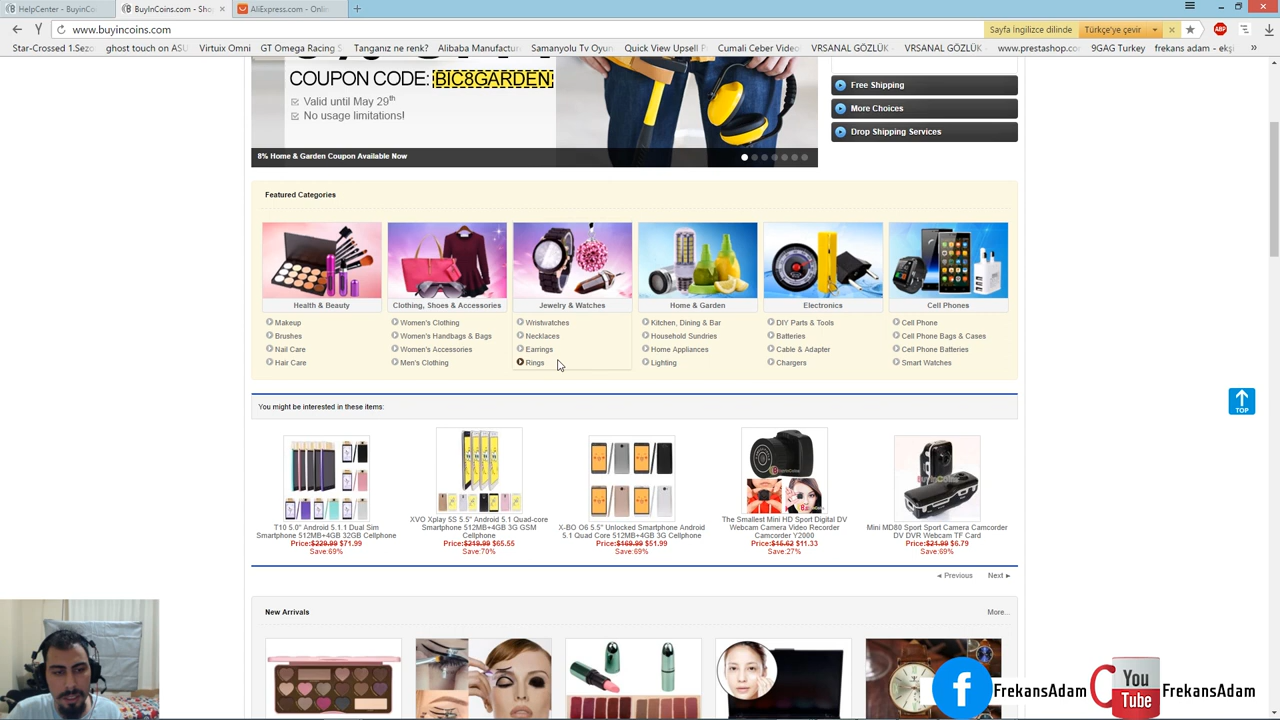 HelpCenter - BuyinCo
BuyInCoins.com - Sho
AliExpress.com - Onlin
www.buyincoins.com
Sayfa İngilizce dilinde
Türkçe'ye çevir
Star-Crossed 1.Sezo
ghost touch on ASU
Virtuix Omni
GT Omega Racing S
Tanganız ne renk?
Alibaba Manufactur
Samanyolu Tv Oyun
Quick View Upsell P
Cumali Ceber Video
VRSANAL GÖZLÜK -
VRSANAL GÖZLÜK -
www.prestashop.co
9GAG Turkey
frekans adam - ekşi
COUPON CODE: BIC8GARDEN
Valid until May 29th
No usage limitations!
8% Home & Garden Coupon Available Now
Free Shipping
More Choices
Drop Shipping Services
Featured Categories
Health & Beauty
Clothing, Shoes & Accessories
Jewelry & Watches
Home & Garden
Electronics
Cell Phones
Makeup
Brushes
Nail Care
Hair Care
Women's Clothing
Women's Handbags & Bags
Women's Accessories
Men's Clothing
Wristwatches
Necklaces
Earrings
Rings
Kitchen, Dining & Bar
Household Sundries
Home Appliances
Lighting
DIY Parts & Tools
Batteries
Cable & Adapter
Chargers
Cell Phone
Cell Phone Bags & Cases
Cell Phone Batteries
Smart Watches
TOP
You might be interested in these items:
T10 5.0" Android 5.1.1 Dual Sim
Smartphone 512MB+4GB 32GB Cellphone
Price:$229.99 $71.99
Save:69%
XVO Xplay 5S 5.5" Android 5.1 Quad-core
Smartphone 512MB+4GB 3G GSM
Cellphone
Price:$219.99 $65.55
Save:70%
X-BO O6 5.5" Unlocked Smartphone Android
5.1 Quad Core 512MB+4GB 3G Cellphone
Price:$169.99 $51.99
Save:69%
The Smallest Mini HD Sport Digital DV
Webcam Camera Video Recorder
Camcorder Y2000
Price:$15.62 $11.33
Save:27%
Mini MD80 Sport Sport Camera Camcorder
DV DVR Webcam TF Card
Price:$21.99 $6.79
Save:69%
◄ Previous
Next ►
New Arrivals
More...
f FrekansAdam
You
Tube
FrekansAdam